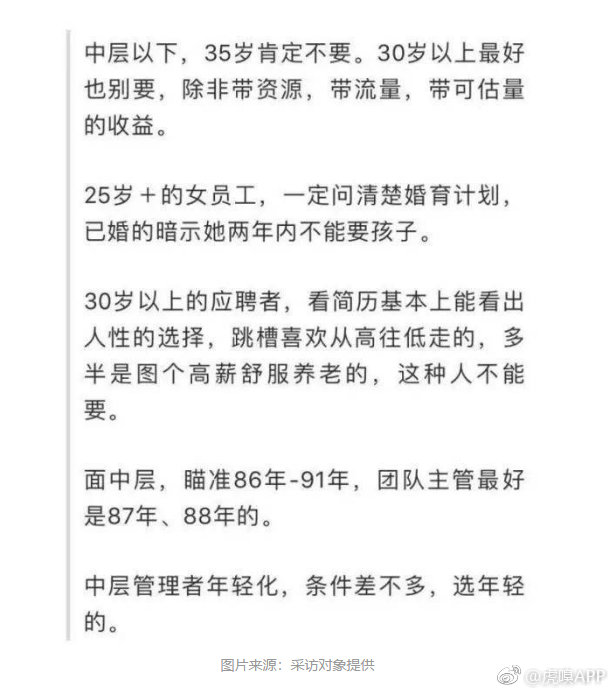 中层以下，35岁肯定不要。30岁以上最好
也别要，除非带资源，带流量，带可估量
的收益。
25岁＋的女员工，一定问清楚婚育计划，
已婚的暗示她两年内不能要孩子。
30岁以上的应聘者，看简历基本上能看出
人性的选择，跳槽喜欢从高往低走的，多
半是图个高薪舒服养老的，这种人不能
要。
面中层，瞄准86年-91年，团队主管最好
是87年、88年的。
中层管理者年轻化，条件差不多，选年轻
的。
图片来源：采访对象提供
@虎嗅APP